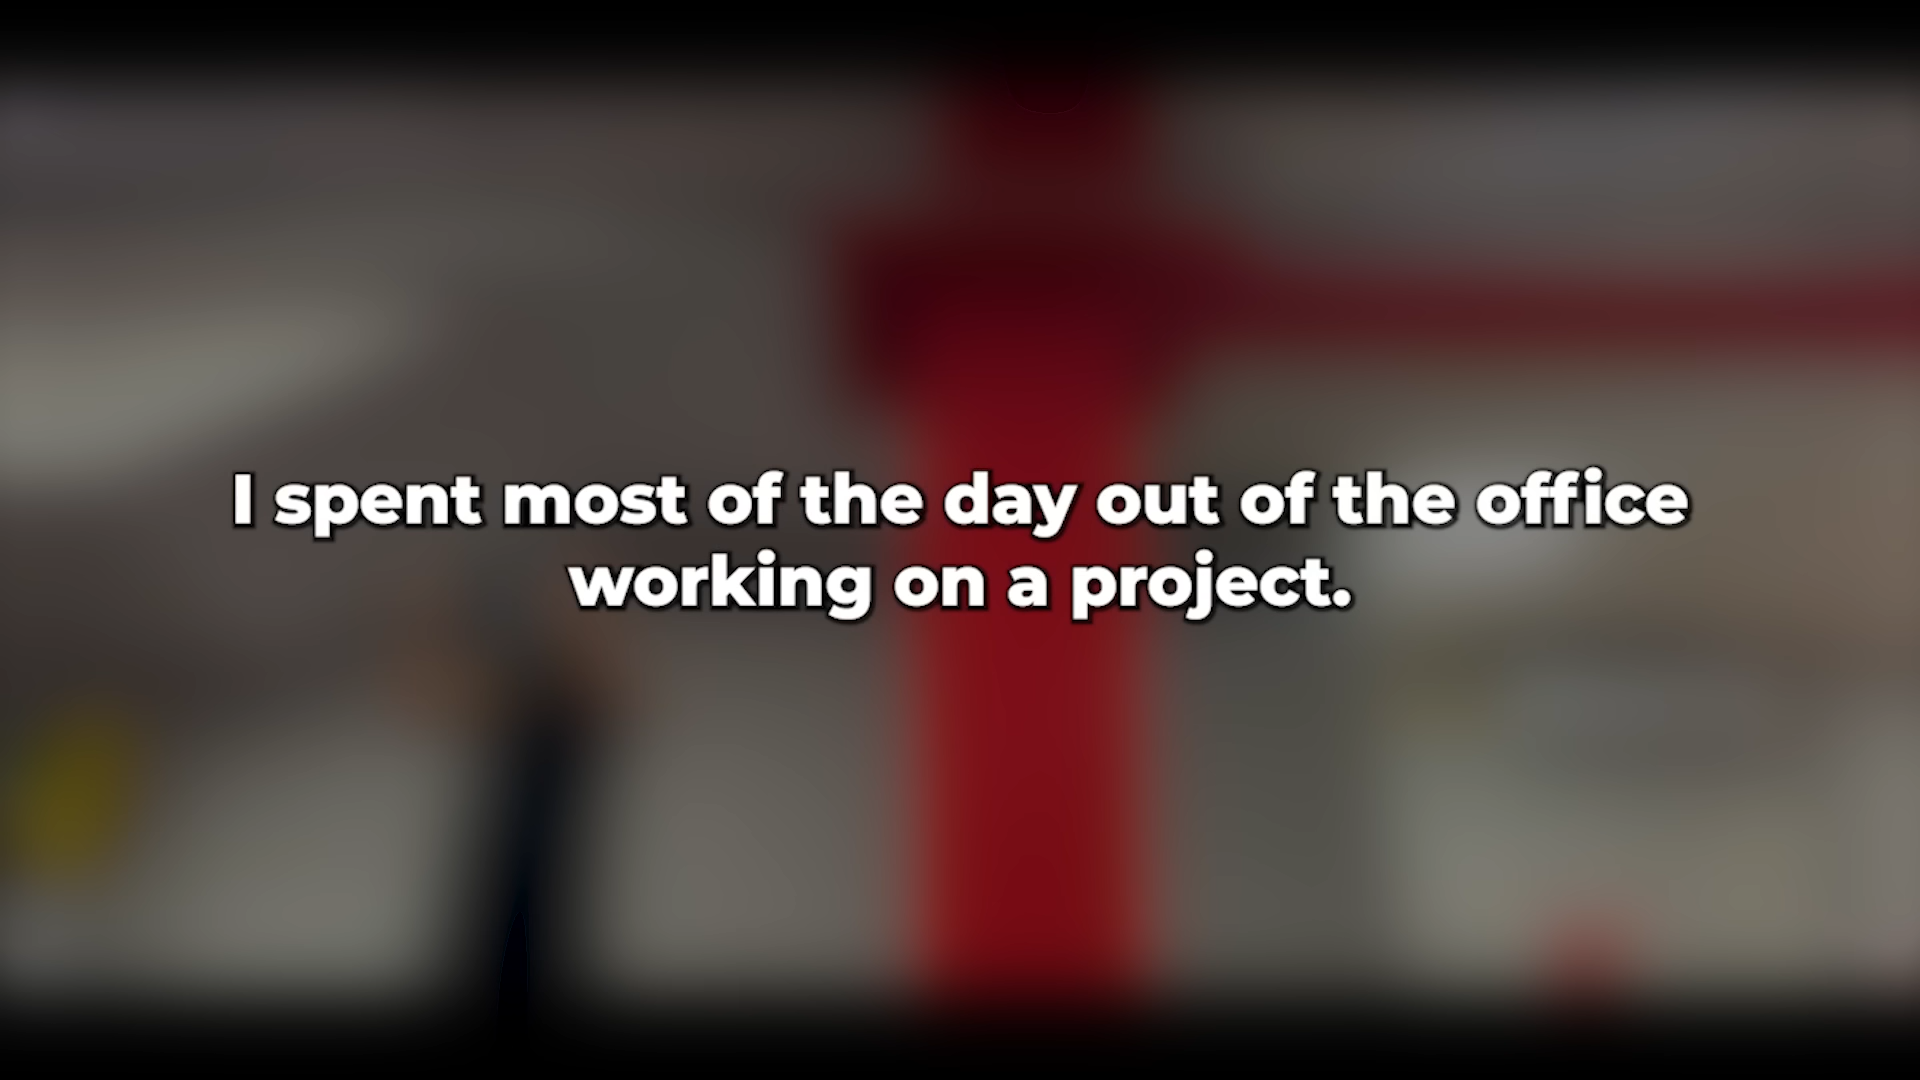 I spent most of the day out of the office
working on a project.